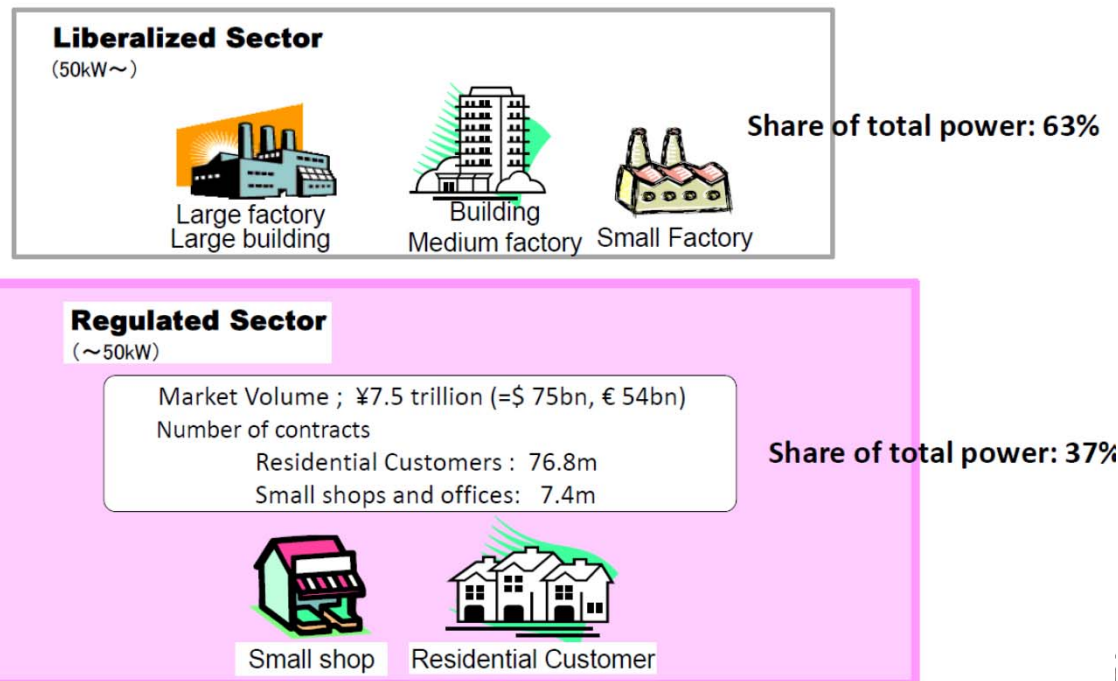 Liberalized Sector
(50kW～)
Share of total power: 63%
Large factory
Large building
Building
Medium factory
Small Factory
Regulated Sector
(～50kW)
Market Volume ; ¥7.5 trillion (=$ 75bn, € 54bn)
Number of contracts
Residential Customers : 76.8m
Small shops and offices: 7.4m
Share of total power: 37%
Small shop
Residential Customer